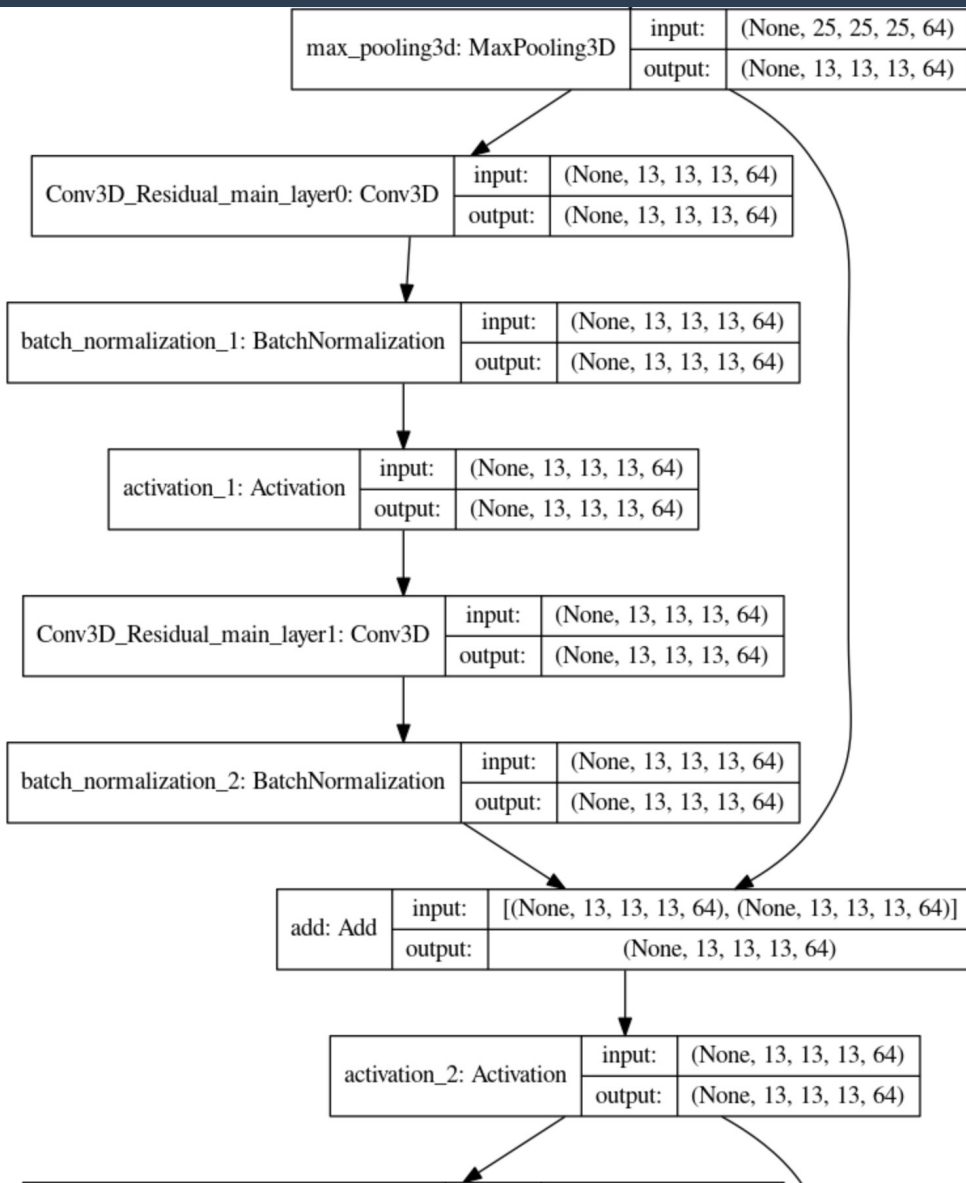 max_pooling3d: MaxPooling3D
input: (None, 25, 25, 25, 64)
output: (None, 13, 13, 13, 64)
Conv3D_Residual_main_layer0: Conv3D
input: (None, 13, 13, 13, 64)
output: (None, 13, 13, 13, 64)
batch_normalization_1: BatchNormalization
input: (None, 13, 13, 13, 64)
output: (None, 13, 13, 13, 64)
activation_1: Activation
input: (None, 13, 13, 13, 64)
output: (None, 13, 13, 13, 64)
Conv3D_Residual_main_layer1: Conv3D
input: (None, 13, 13, 13, 64)
output: (None, 13, 13, 13, 64)
batch_normalization_2: BatchNormalization
input: (None, 13, 13, 13, 64)
output: (None, 13, 13, 13, 64)
add: Add
input: [(None, 13, 13, 13, 64), (None, 13, 13, 13, 64)]
output: (None, 13, 13, 13, 64)
activation_2: Activation
input: (None, 13, 13, 13, 64)
output: (None, 13, 13, 13, 64)